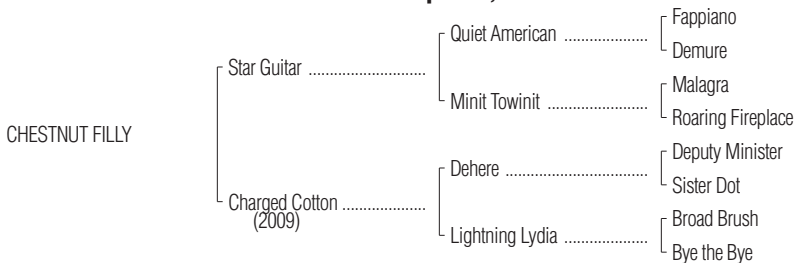 Fappiano
Quiet American ....................
Demure
Star Guitar ............................
Malagra
Minit Towinit ........................
Roaring Fireplace
CHESTNUT FILLY
Deputy Minister
Dehere ..................................
Sister Dot
Charged Cotton ....................
(2009)
Broad Brush
Lightning Lydia ....................
Bye the Bye